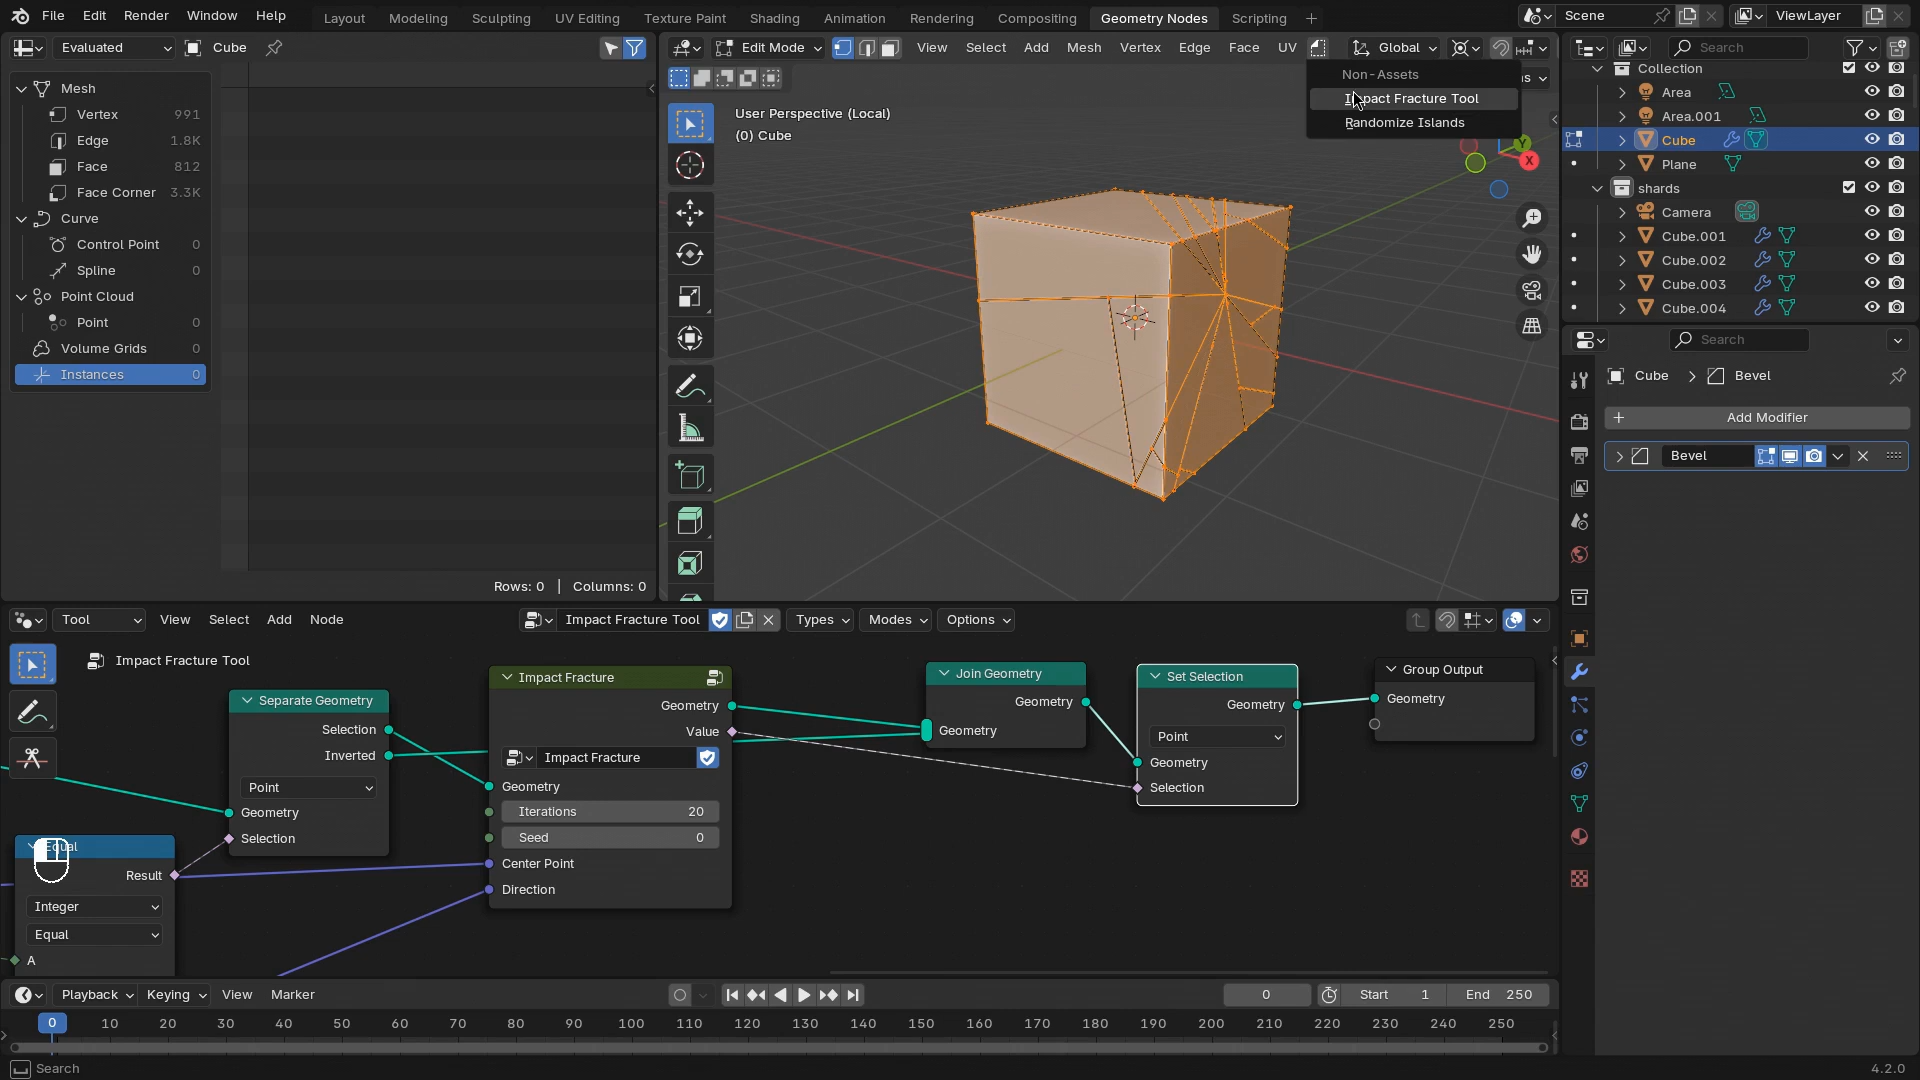 File Edit Render Window Help Layout Modeling Sculpting UV Editing Texture Paint Shading Animation Rendering Compositing Geometry Nodes Scripting Scene ViewLayer
Evaluated Cube
Mesh
Vertex 991
Edge 1.8K
Face 812
Face Corner 3.3K
Curve
Control Point 0
Spline 0
Point Cloud
Point 0
Volume Grids 0
Instances 0
Rows: 0 | Columns: 0
Edit Mode View Select Add Mesh Vertex Edge Face UV Global
Non-Assets
Impact Fracture Tool
Randomize Islands
User Perspective (Local)
(0) Cube
Y
X
Search
Collection
Area
Area.001
Cube
Plane
shards
Camera
Cube.001
Cube.002
Cube.003
Cube.004
Search
Cube > Bevel
Add Modifier
Bevel
Tool View Select Add Node Impact Fracture Tool Types Modes Options
Impact Fracture Tool
Separate Geometry
Selection
Inverted
Point
Geometry
Selection
Equal
Result
Integer
Equal
A
Impact Fracture
Geometry
Value
Impact Fracture
Geometry
Iterations 20
Seed 0
Center Point
Direction
Join Geometry
Geometry
Geometry
Set Selection
Geometry
Point
Geometry
Selection
Group Output
Geometry
Playback Keying View Marker 0 Start 1 End 250
0 10 20 30 40 50 60 70 80 90 100 110 120 130 140 150 160 170 180 190 200 210 220 230 240 250
Search 4.2.0